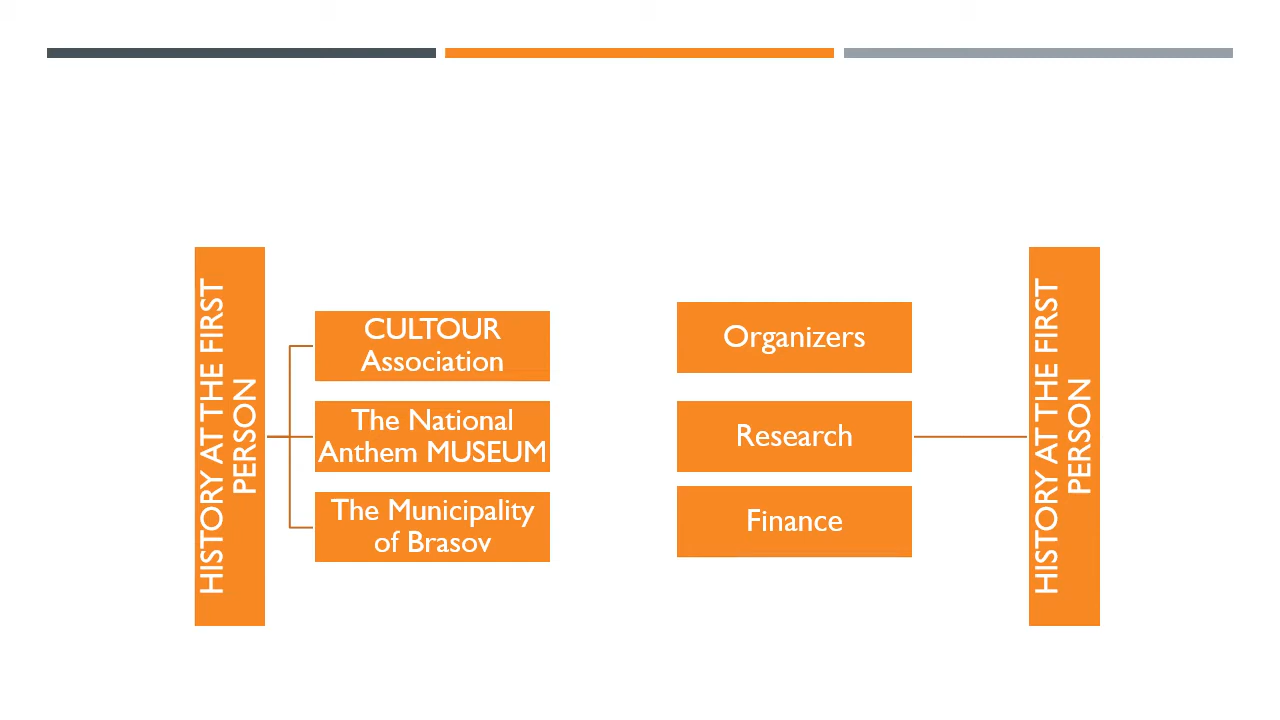 HISTORY AT THE FIRST
PERSON
CULTOUR
Association
The National
Anthem MUSEUM
The Municipality
of Brasov
Organizers
Research
Finance
HISTORY AT THE FIRST
PERSON